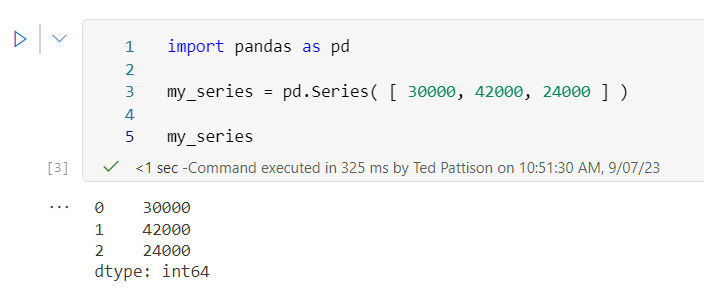 1 import pandas as pd
2
3 my_series = pd.Series( [ 30000, 42000, 24000 ] )
4
5 my_series
[3] <1 sec -Command executed in 325 ms by Ted Pattison on 10:51:30 AM, 9/07/23
... 0 30000
1 42000
2 24000
dtype: int64